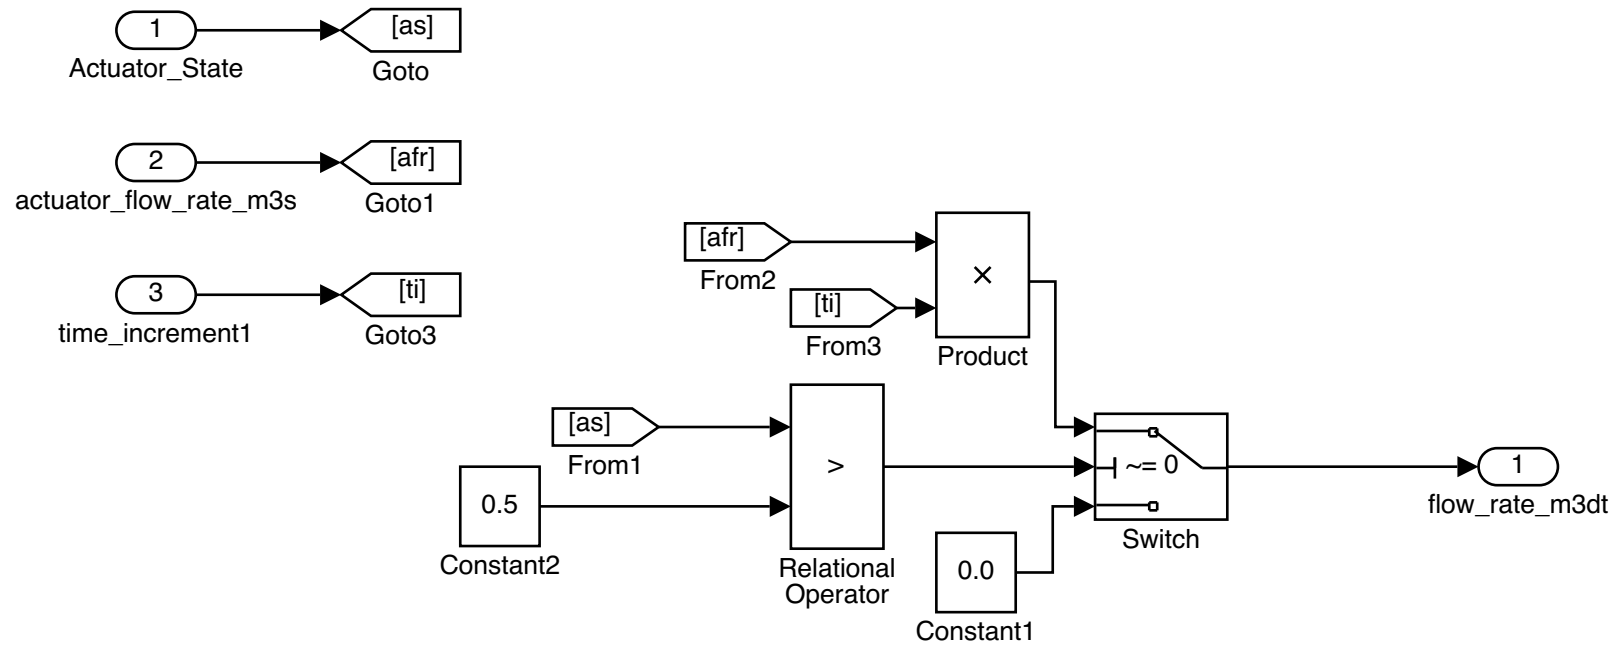 1
[as]
Actuator_State
Goto
2
[afr]
actuator_flow_rate_m3s
Goto1
3
[ti]
time_increment1
Goto3
[afr]
From2
[ti]
From3
×
Product
[as]
From1
0.5
Constant2
>
Relational
Operator
~= 0
Switch
0.0
Constant1
1
flow_rate_m3dt